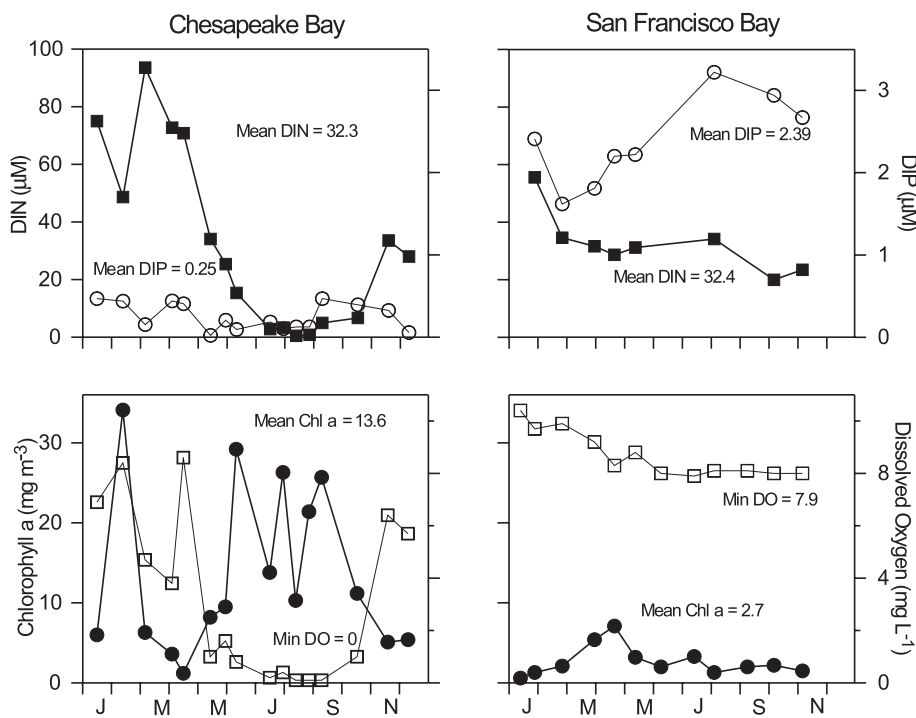 Chesapeake Bay
San Francisco Bay
100
80
60
40
20
0
DIN (µM)
Mean DIN = 32.3
Mean DIP = 0.25
Mean DIP = 2.39
Mean DIN = 32.4
3
2
1
0
DIP (µM)
30
20
10
0
Chlorophyll a (mg m-3)
Mean Chl a = 13.6
Min DO = 0
Min DO = 7.9
Mean Chl a = 2.7
8
4
0
Dissolved Oxygen (mg L-1)
J M M J S N
J M M J S N